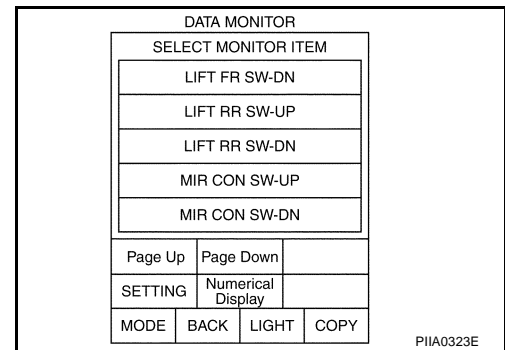 DATA MONITOR
SELECT MONITOR ITEM
LIFT FR SW-DN
LIFT RR SW-UP
LIFT RR SW-DN
MIR CON SW-UP
MIR CON SW-DN
Page Up Page Down
SETTING Numerical
Display
MODE BACK LIGHT COPY
PIIA0323E